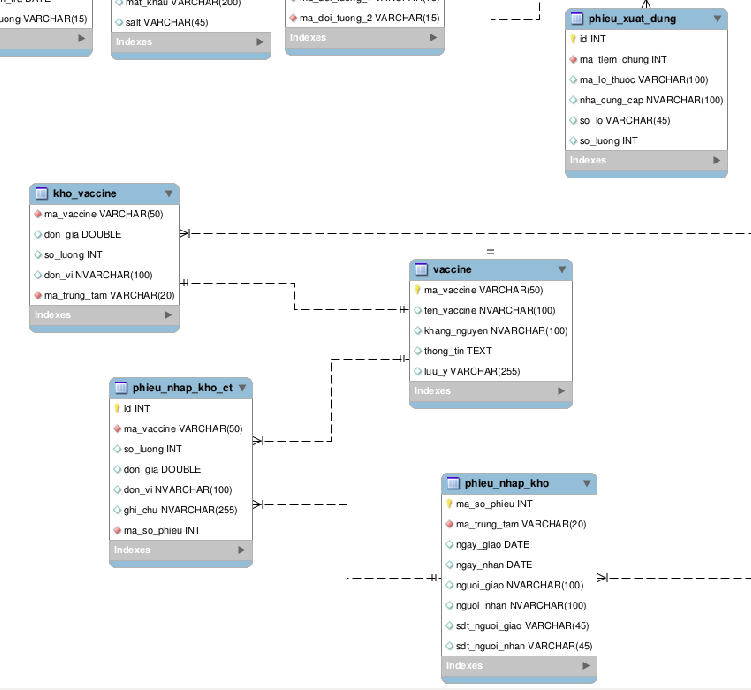 uong VARCHAR(15)
mat_khau VARCHAR(200)
salt VARCHAR(45)
Indexes
ma_doi_tuong_2 VARCHAR(15)
Indexes
phieu_xuat_dung
id INT
ma_tiem_chung INT
ma_lo_thuoc VARCHAR(100)
nha_cung_cap NVARCHAR(100)
so_lo VARCHAR(45)
so_luong INT
Indexes
kho_vaccine
ma_vaccine VARCHAR(50)
don_gia DOUBLE
so_luong INT
don_vi NVARCHAR(100)
ma_trung_tam VARCHAR(20)
Indexes
vaccine
ma_vaccine VARCHAR(50)
ten_vaccine NVARCHAR(100)
khang_nguyen NVARCHAR(100)
thong_tin TEXT
luu_y VARCHAR(255)
Indexes
phieu_nhap_kho_ct
id INT
ma_vaccine VARCHAR(50)
so_luong INT
don_gia DOUBLE
don_vi NVARCHAR(100)
ghi_chu NVARCHAR(255)
ma_so_phieu INT
Indexes
phieu_nhap_kho
ma_so_phieu INT
ma_trung_tam VARCHAR(20)
ngay_giao DATE
ngay_nhan DATE
nguoi_giao NVARCHAR(100)
nguoi_nhan NVARCHAR(100)
sdt_nguoi_giao VARCHAR(45)
sdt_nguoi_nhan VARCHAR(45)
Indexes